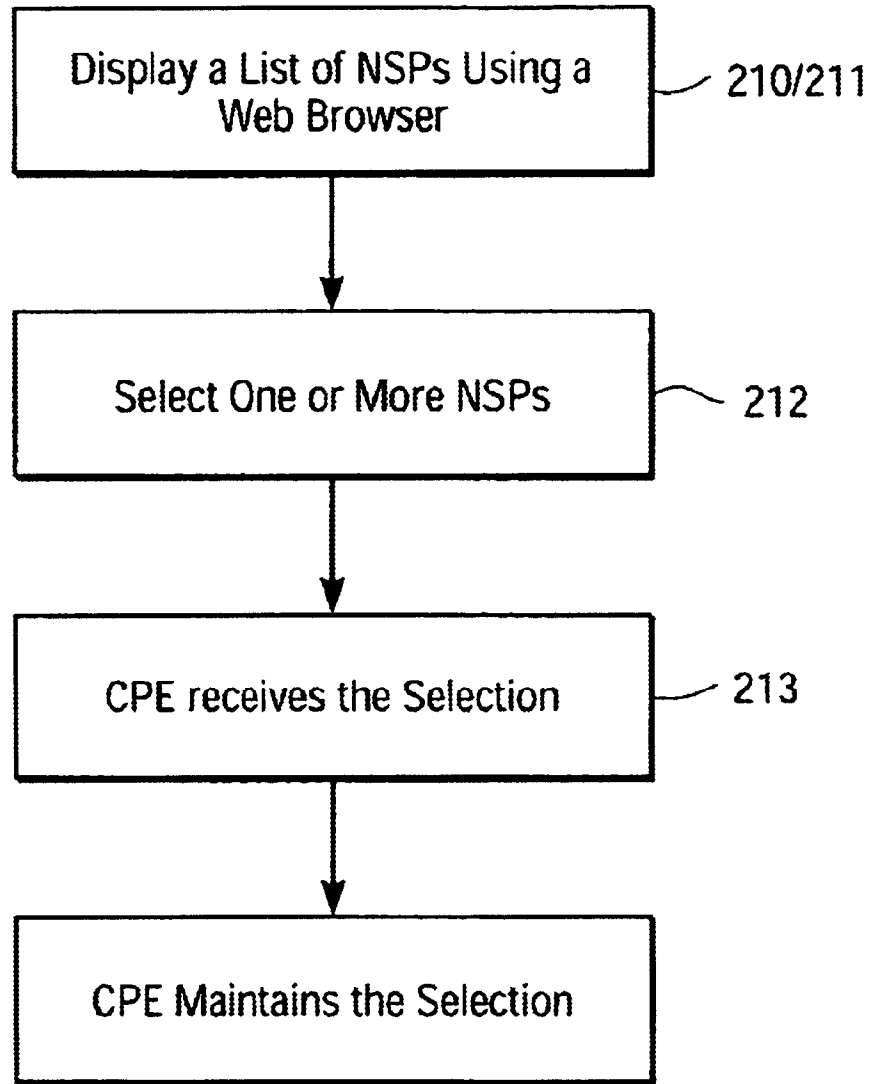 Display a List of NSPs Using a
Web Browser
210/211
Select One or More NSPs
212
CPE receives the Selection
213
CPE Maintains the Selection